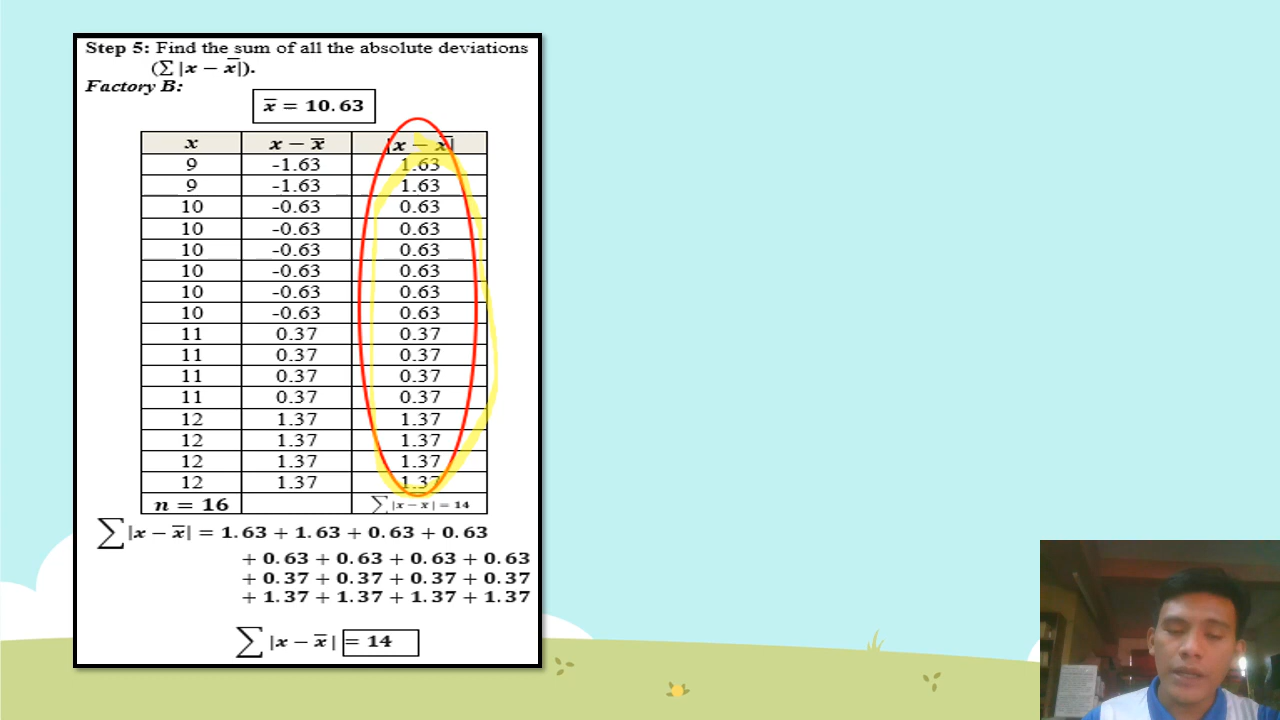 Step 5: Find the sum of all the absolute deviations
(∑ |x − x̅|).
Factory B:
x̅ = 10.63
x x − x̅ |x − x̅|
9 -1.63 1.63
9 -1.63 1.63
10 -0.63 0.63
10 -0.63 0.63
10 -0.63 0.63
10 -0.63 0.63
10 -0.63 0.63
10 -0.63 0.63
11 0.37 0.37
11 0.37 0.37
11 0.37 0.37
11 0.37 0.37
12 1.37 1.37
12 1.37 1.37
12 1.37 1.37
12 1.37 1.37
n = 16 ∑ |x − x| = 14
∑ |x − x̅| = 1.63 + 1.63 + 0.63 + 0.63
+ 0.63 + 0.63 + 0.63 + 0.63
+ 0.37 + 0.37 + 0.37 + 0.37
+ 1.37 + 1.37 + 1.37 + 1.37
∑ |x − x̅| = 14